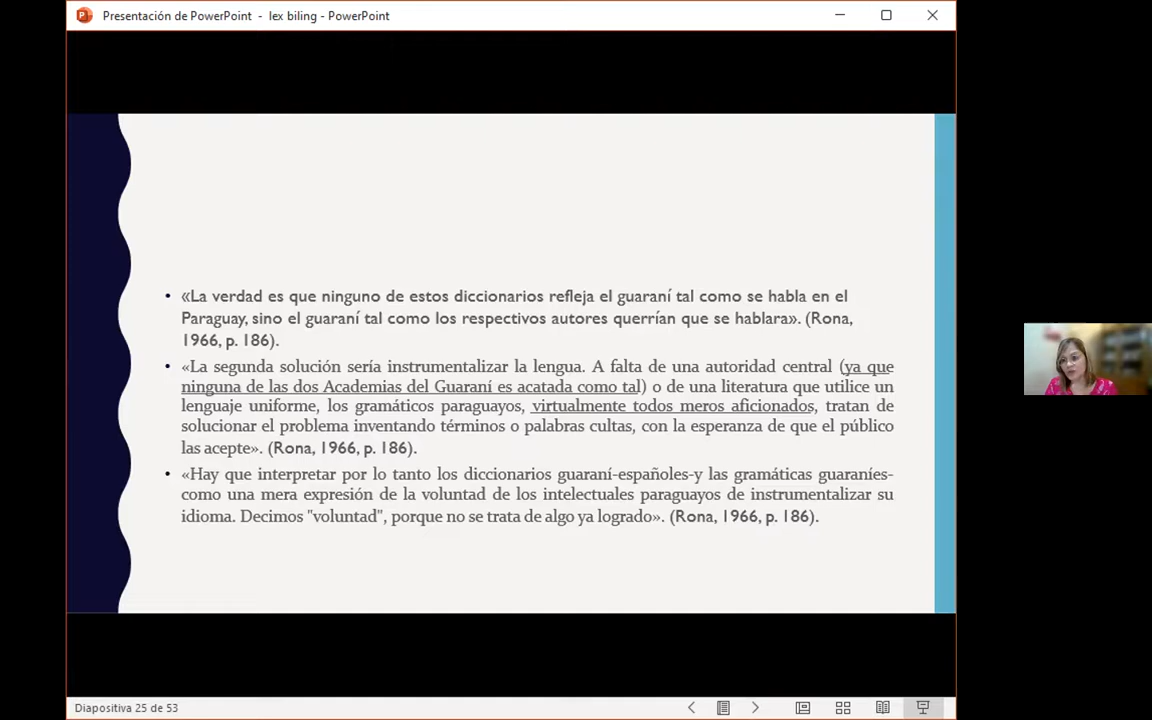 Presentación de PowerPoint - lex biling - PowerPoint
• «La verdad es que ninguno de estos diccionarios refleja el guaraní tal como se habla en el
Paraguay, sino el guaraní tal como los respectivos autores querrían que se hablara». (Rona,
1966, p. 186).
• «La segunda solución sería instrumentalizar la lengua. A falta de una autoridad central (ya que
ninguna de las dos Academias del Guaraní es acatada como tal) o de una literatura que utilice un
lenguaje uniforme, los gramáticos paraguayos, virtualmente todos meros aficionados, tratan de
solucionar el problema inventando términos o palabras cultas, con la esperanza de que el público
las acepte». (Rona, 1966, p. 186).
• «Hay que interpretar por lo tanto los diccionarios guaraní-españoles-y las gramáticas guaraníes-
como una mera expresión de la voluntad de los intelectuales paraguayos de instrumentalizar su
idioma. Decimos "voluntad", porque no se trata de algo ya logrado». (Rona, 1966, p. 186).
Diapositiva 25 de 53